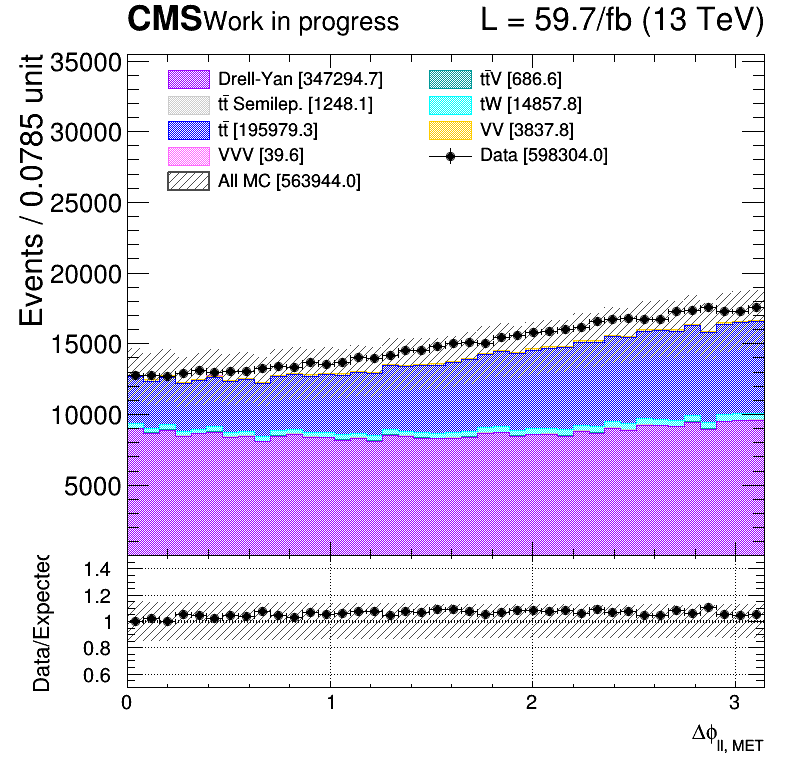 CMS Work in progress L = 59.7/fb (13 TeV)
Events / 0.0785 unit
35000
30000
25000
20000
15000
10000
5000
Drell-Yan [347294.7]
tt̄ Semilep. [1248.1]
tt̄ [195979.3]
VVV [39.6]
All MC [563944.0]
tt̄V [686.6]
tW [14857.8]
VV [3837.8]
Data [598304.0]
Data/Expected
1.4
1.2
1
0.8
0.6
0 1 2 3
Δϕll, MET